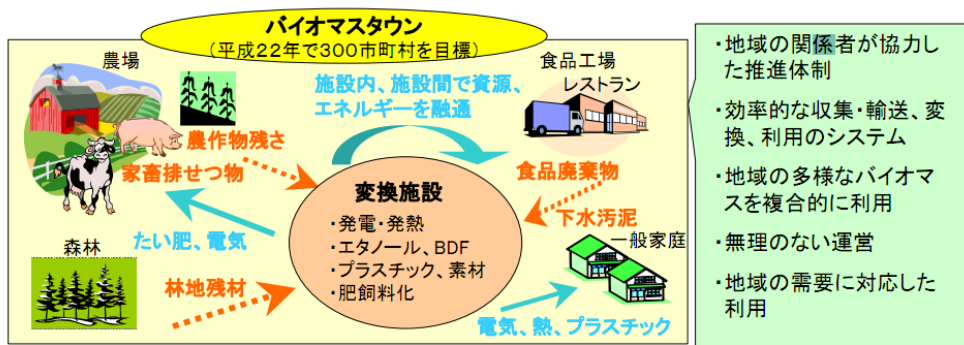 バイオマスタウン
(平成22年で300市町村を目標)
農場
農作物残さ
家畜排せつ物
施設内、施設間で資源、
エネルギーを融通
食品工場
レストラン
食品廃棄物
下水汚泥
変換施設
・発電・発熱
・エタノール、BDF
・プラスチック、素材
・肥飼料化
たい肥、電気
森林
林地残材
一般家庭
電気、熱、プラスチック
・地域の関係者が協力し
た推進体制
・効率的な収集・輸送、変
換、利用のシステム
・地域の多様なバイオマ
スを複合的に利用
・無理のない運営
・地域の需要に対応した
利用